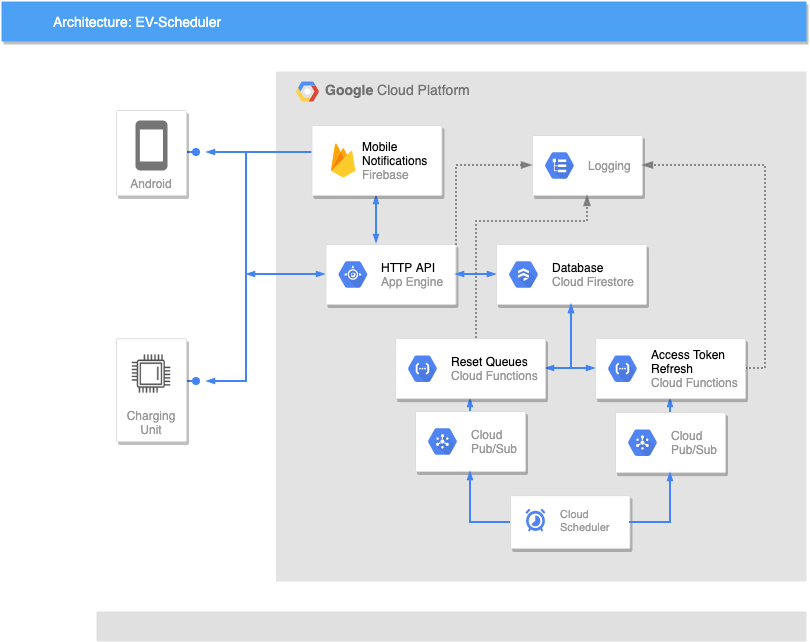 Architecture: EV-Scheduler
Google Cloud Platform
Mobile
Notifications
Firebase
Logging
Android
HTTP API
App Engine
Database
Cloud Firestore
Reset Queues
Cloud Functions
Access Token
Refresh
Cloud Functions
Charging
Unit
Cloud
Pub/Sub
Cloud
Pub/Sub
Cloud
Scheduler